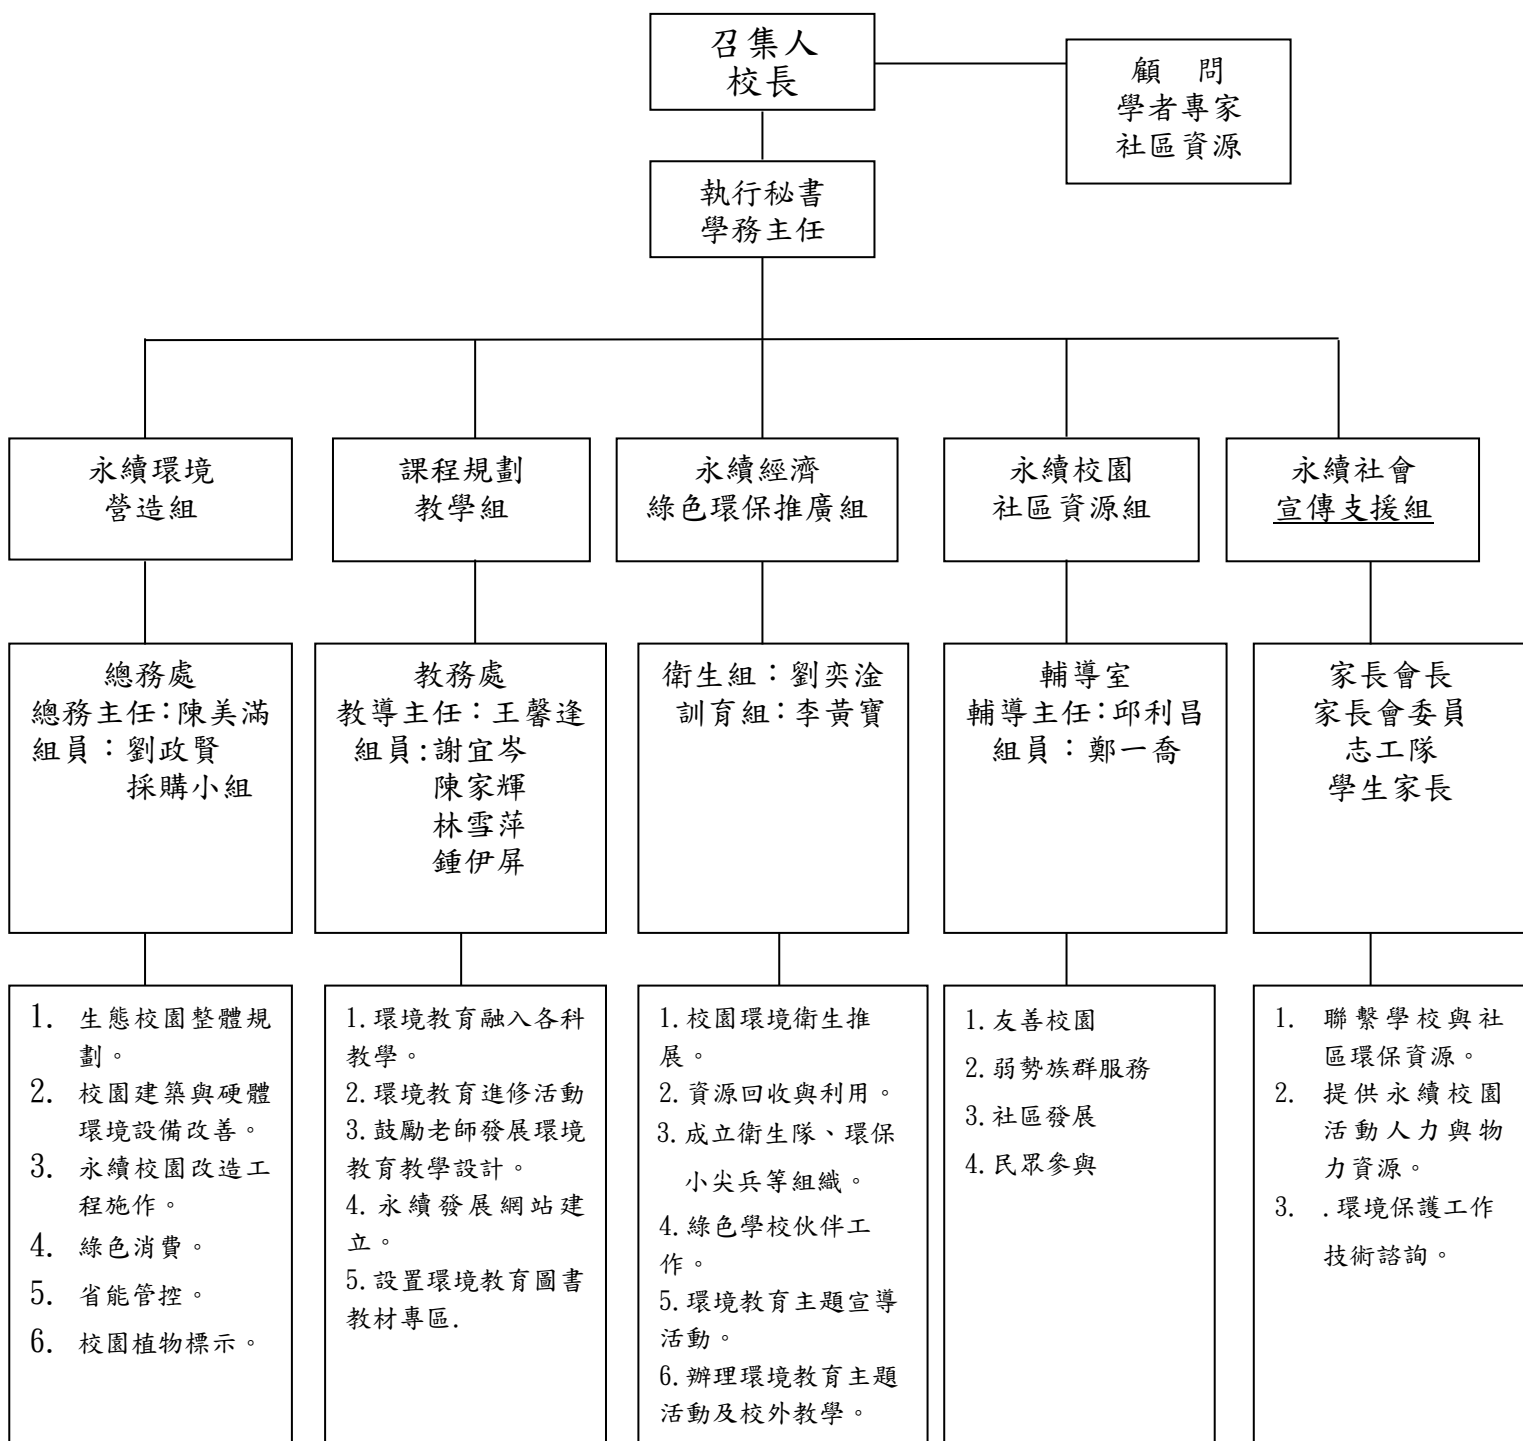 召集人
校長
顧　問
學者專家
社區資源
執行秘書
學務主任
永續環境
營造組
課程規劃
教學組
永續經濟
綠色環保推廣組
永續校園
社區資源組
永續社會
宣傳支援組
總務處
總務主任:陳美滿
組員：劉政賢
採購小組
教務處
教導主任：王馨逢
組員:謝宜岑
陳家輝
林雪萍
鍾伊屏
衛生組：劉奕淦
訓育組：李黃寶
輔導室
輔導主任:邱利昌
組員：鄭一喬
家長會長
家長會委員
志工隊
學生家長
1. 生態校園整體規
劃。
2. 校園建築與硬體
環境設備改善。
3. 永續校園改造工
程施作。
4. 綠色消費。
5. 省能管控。
6. 校園植物標示。
1.環境教育融入各科
教學。
2.環境教育進修活動
3.鼓勵老師發展環境
教育教學設計。
4.永續發展網站建
立。
5.設置環境教育圖書
教材專區.
1.校園環境衛生推
展。
2.資源回收與利用。
3.成立衛生隊、環保
小尖兵等組織。
4.綠色學校伙伴工
作。
5.環境教育主題宣導
活動。
6.辦理環境教育主題
活動及校外教學。
1.友善校園
2.弱勢族群服務
3.社區發展
4.民眾參與
1. 聯繫學校與社
區環保資源。
2. 提供永續校園
活動人力與物
力資源。
3. .環境保護工作
技術諮詢。